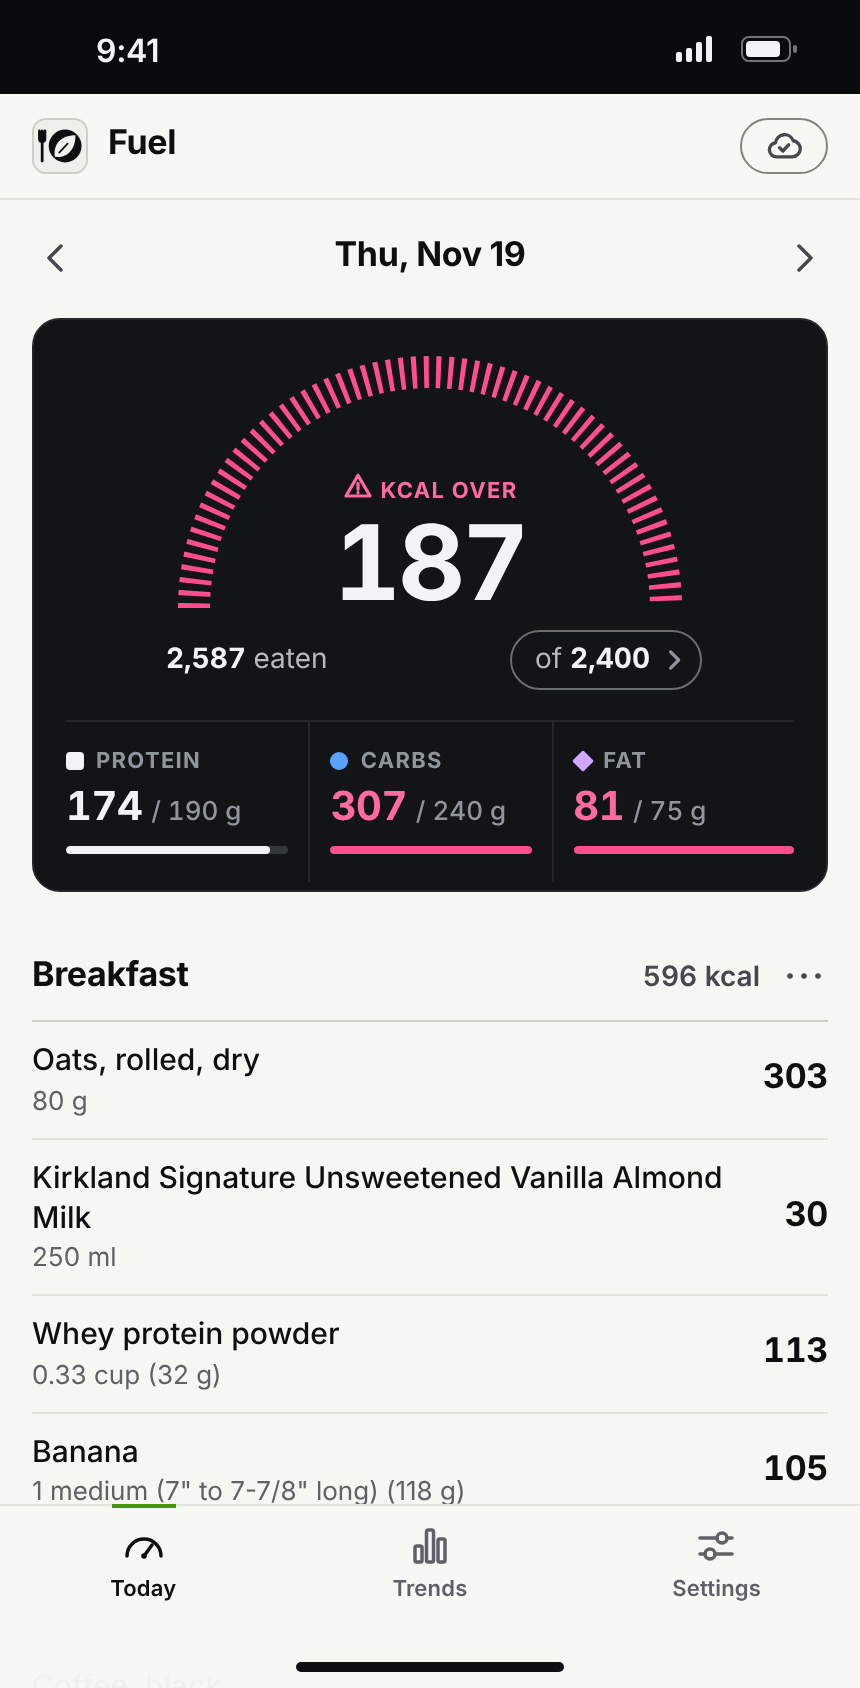 9:41
Fuel
Thu, Nov 19
KCAL OVER
187
2,587 eaten
of 2,400
PROTEIN
174 / 190 g
CARBS
307 / 240 g
FAT
81 / 75 g
Breakfast
596 kcal
Oats, rolled, dry
80 g
303
Kirkland Signature Unsweetened Vanilla Almond
Milk
250 ml
30
Whey protein powder
0.33 cup (32 g)
113
Banana
1 medium (7" to 7-7/8" long) (118 g)
105
Today
Trends
Settings
Coffee, black